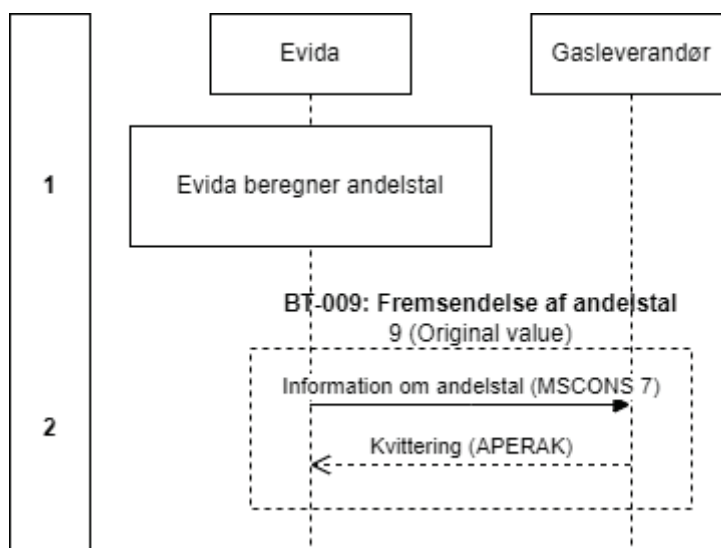 Evida
Gasleverandør
1
Evida beregner andelstal
BT-009: Fremsendelse af andelstal
9 (Original value)
Information om andelstal (MSCONS 7)
2
Kvittering (APERAK)